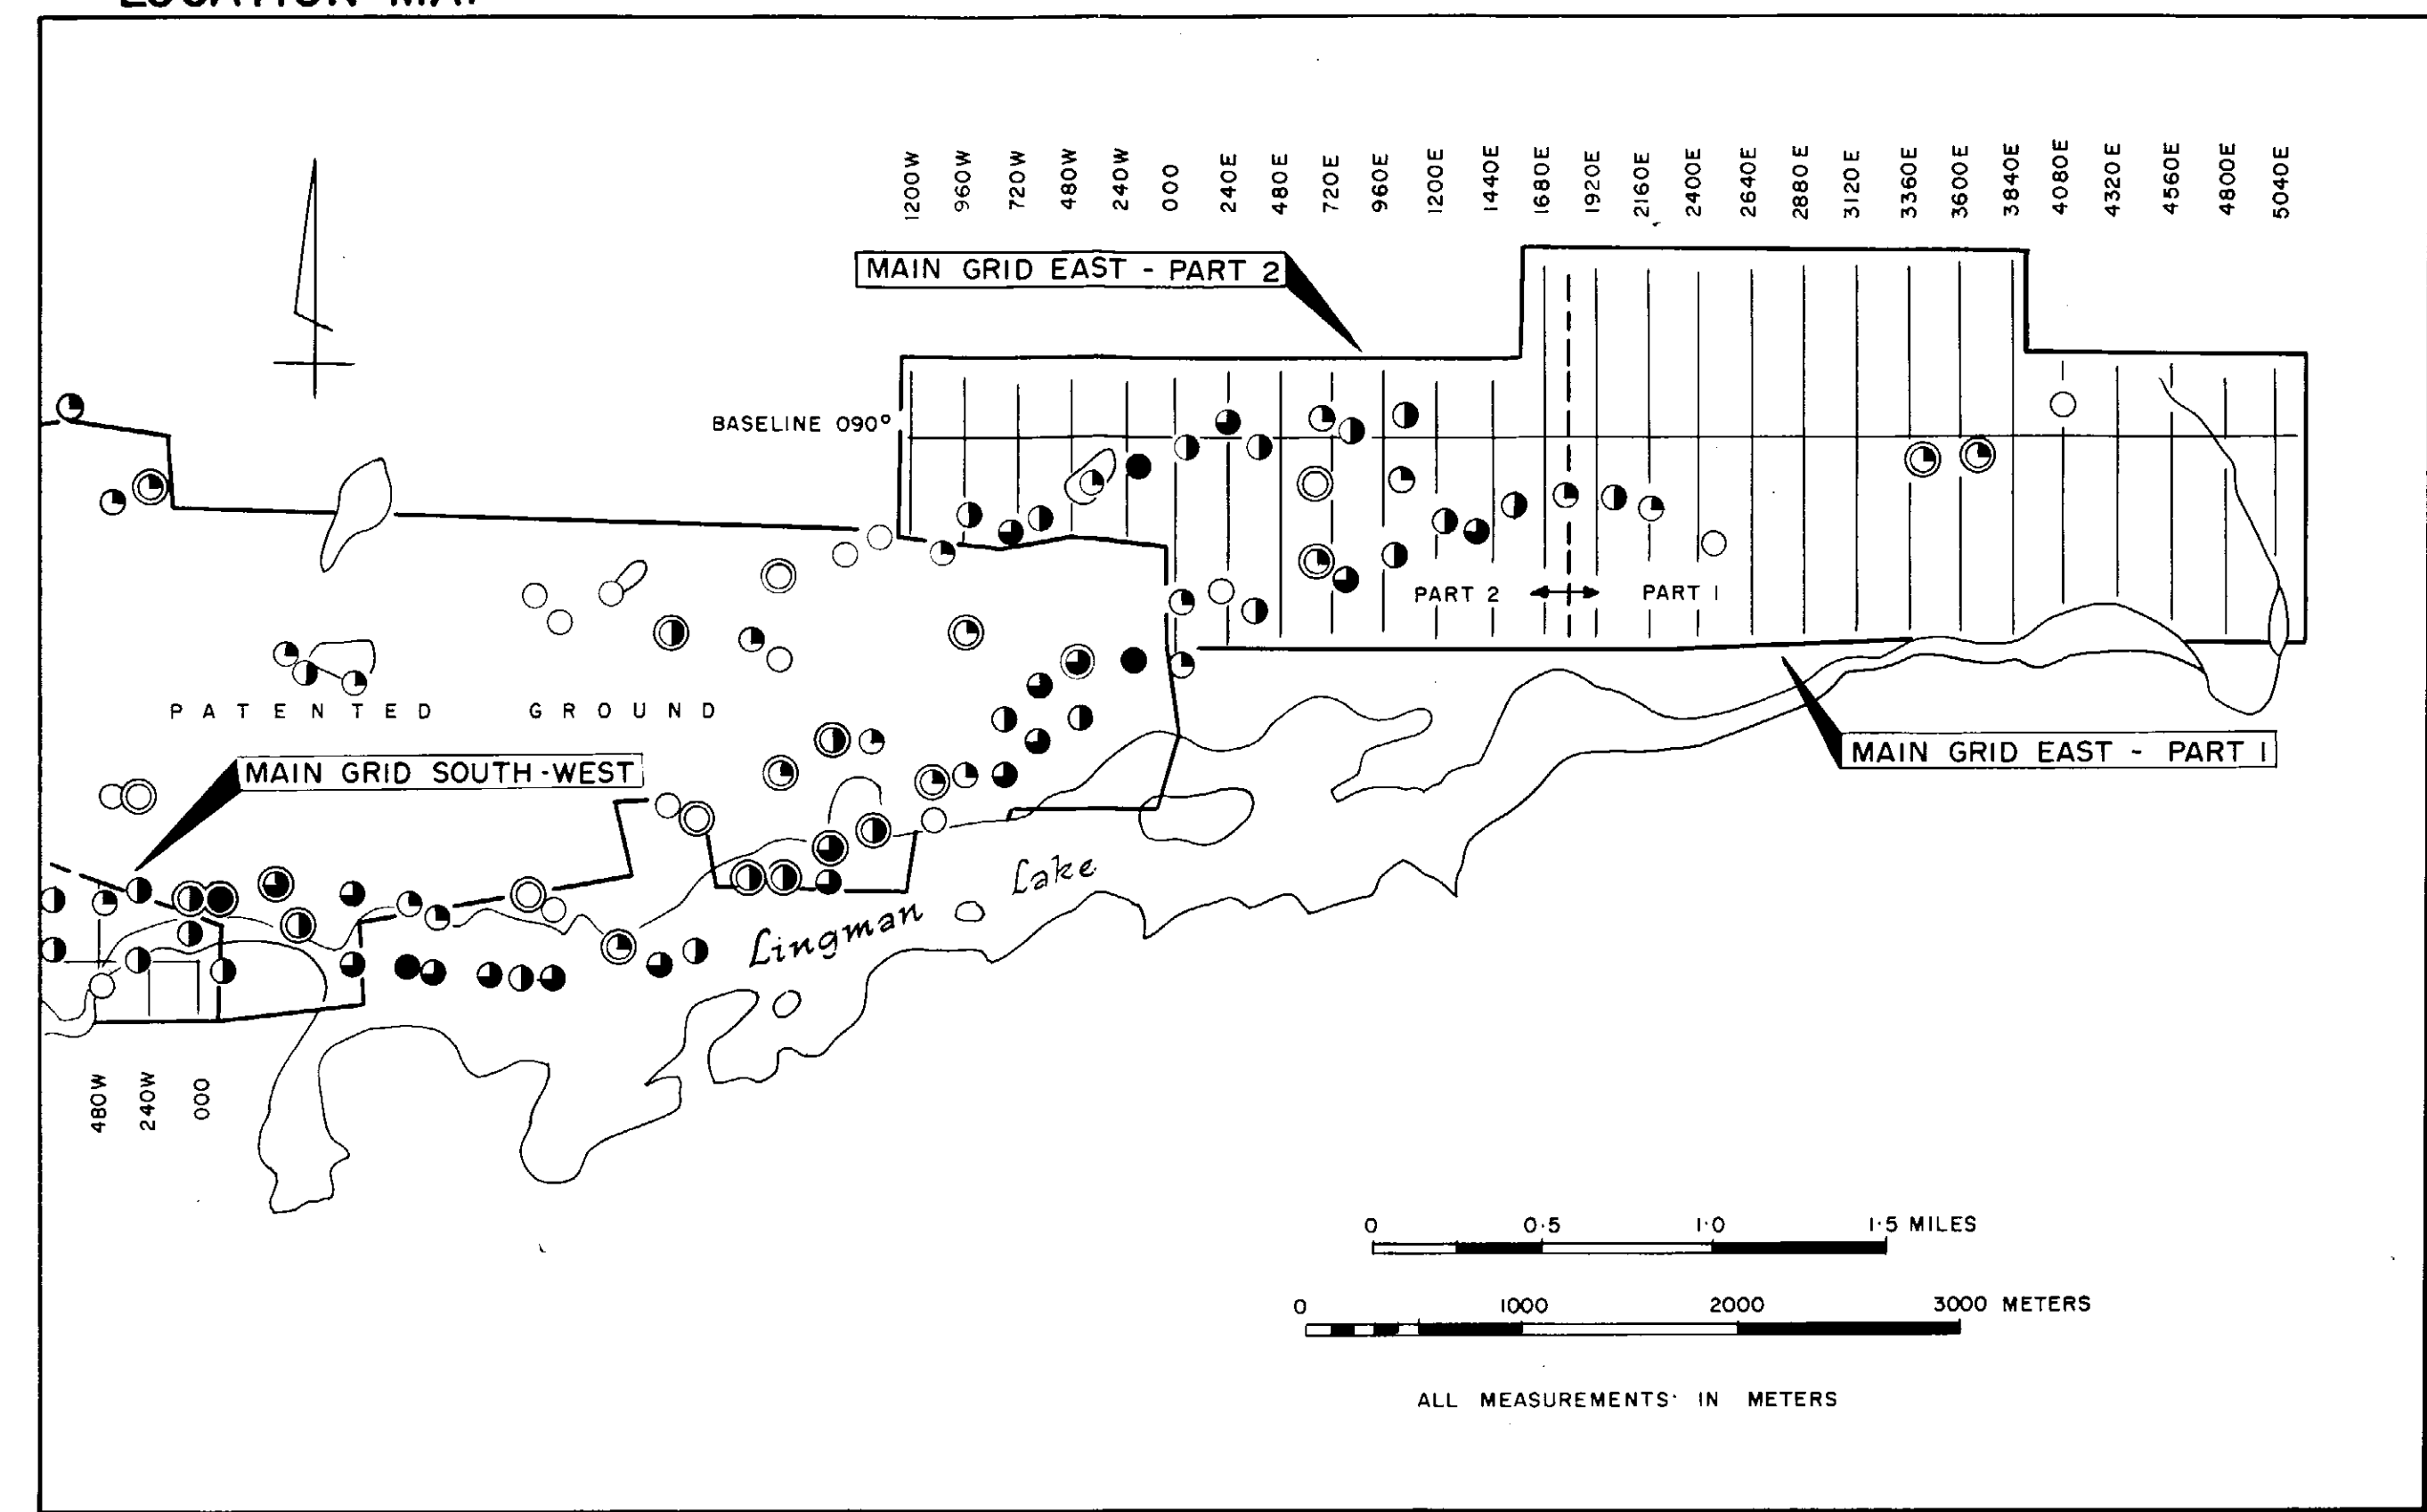 LOCATION MAP
1200W
960W
720W
480W
240W
000
240E
480E
720E
960E
1200E
1440E
1680E
1920E
2160E
2400E
2640E
2880E
3120E
3360E
3600E
3840E
4080E
4320E
4560E
4800E
5040E
MAIN GRID EAST - PART 2
BASELINE 090°
PART 2
PART 1
PATENTED GROUND
MAIN GRID EAST - PART 1
MAIN GRID SOUTH-WEST
Lingman Lake
480W
240W
000
0 0·5 1·0 1·5 MILES
0 1000 2000 3000 METERS
ALL MEASUREMENTS IN METERS